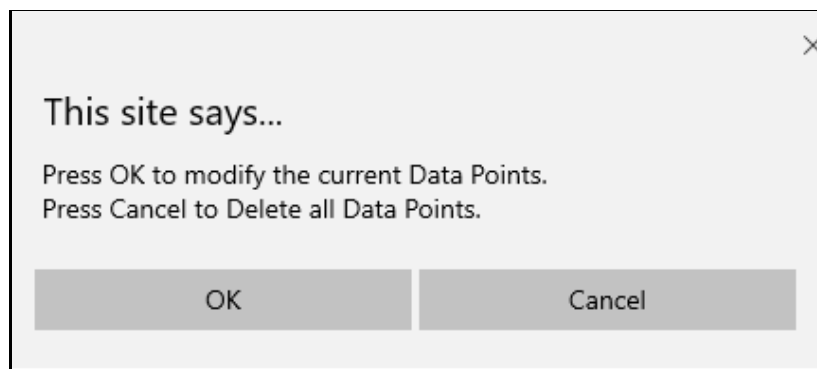 This site says...
Press OK to modify the current Data Points.
Press Cancel to Delete all Data Points.
OK
Cancel